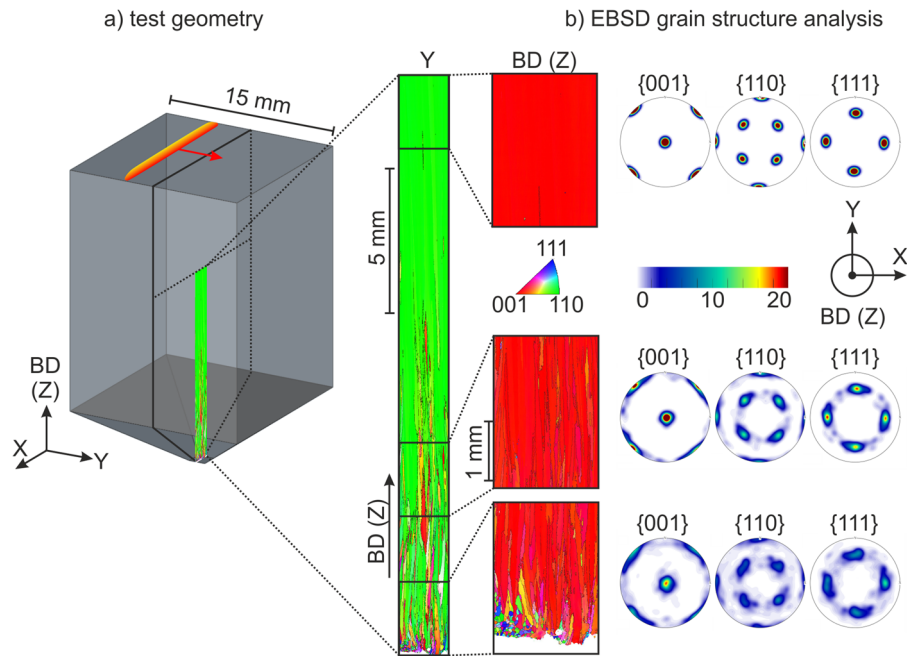 a) test geometry
b) EBSD grain structure analysis
15 mm
BD
(Z)
X
Y
Y
5 mm
BD (Z)
BD (Z)
111
001
110
1 mm
{001}
{110}
{111}
Y
X
BD (Z)
0
10
20
{001}
{110}
{111}
{001}
{110}
{111}